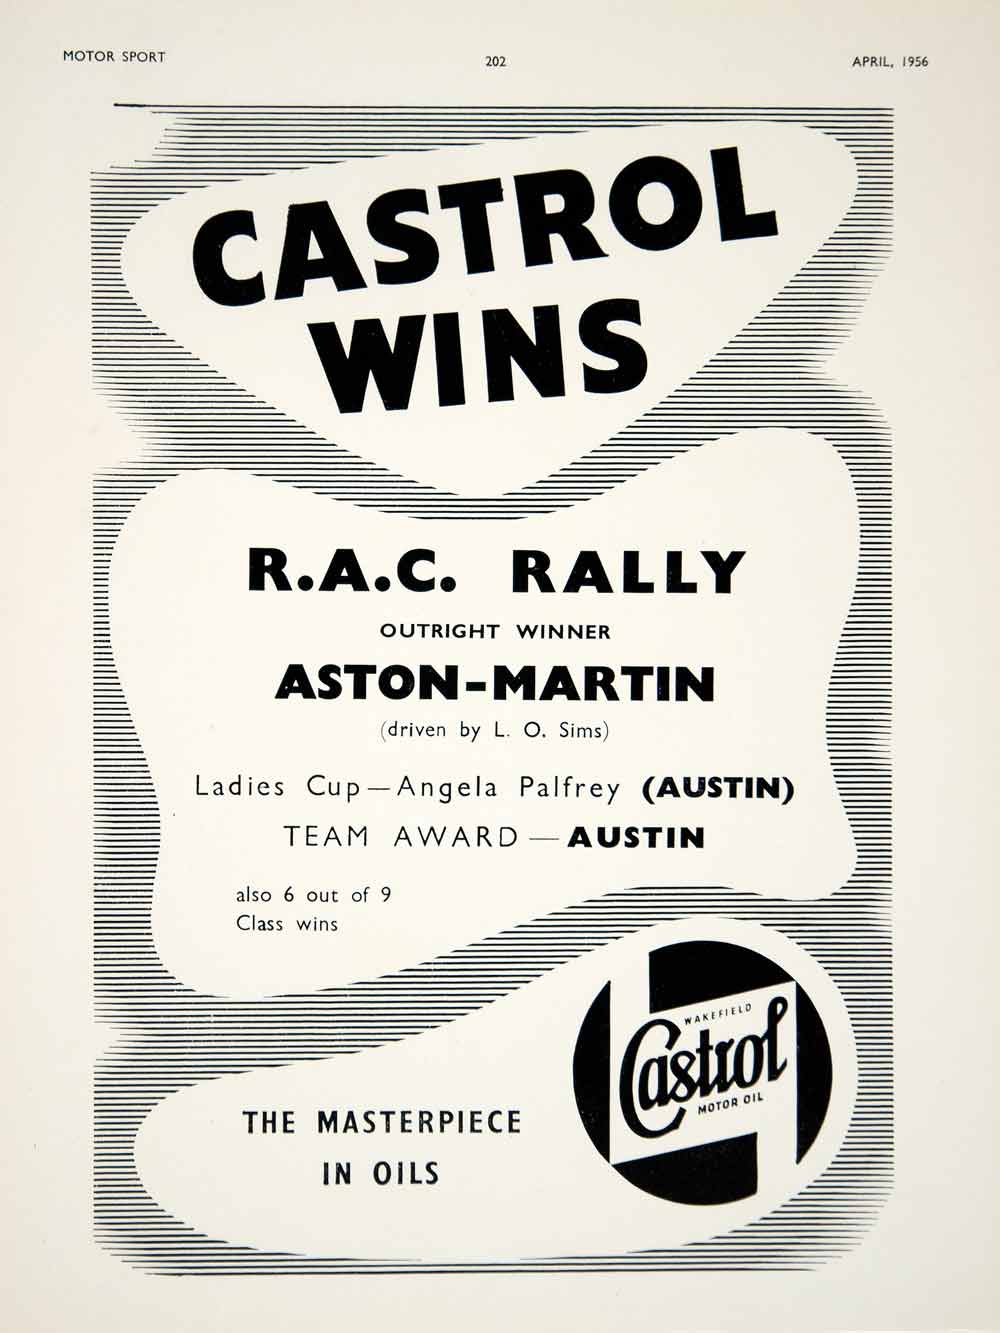 MOTOR SPORT 202 APRIL, 1956
CASTROL
WINS
R.A.C. RALLY
OUTRIGHT WINNER
ASTON-MARTIN
(driven by L. O. Sims)
Ladies Cup—Angela Palfrey (AUSTIN)
TEAM AWARD—AUSTIN
also 6 out of 9
Class wins
WAKEFIELD
Castrol
MOTOR OIL
THE MASTERPIECE
IN OILS